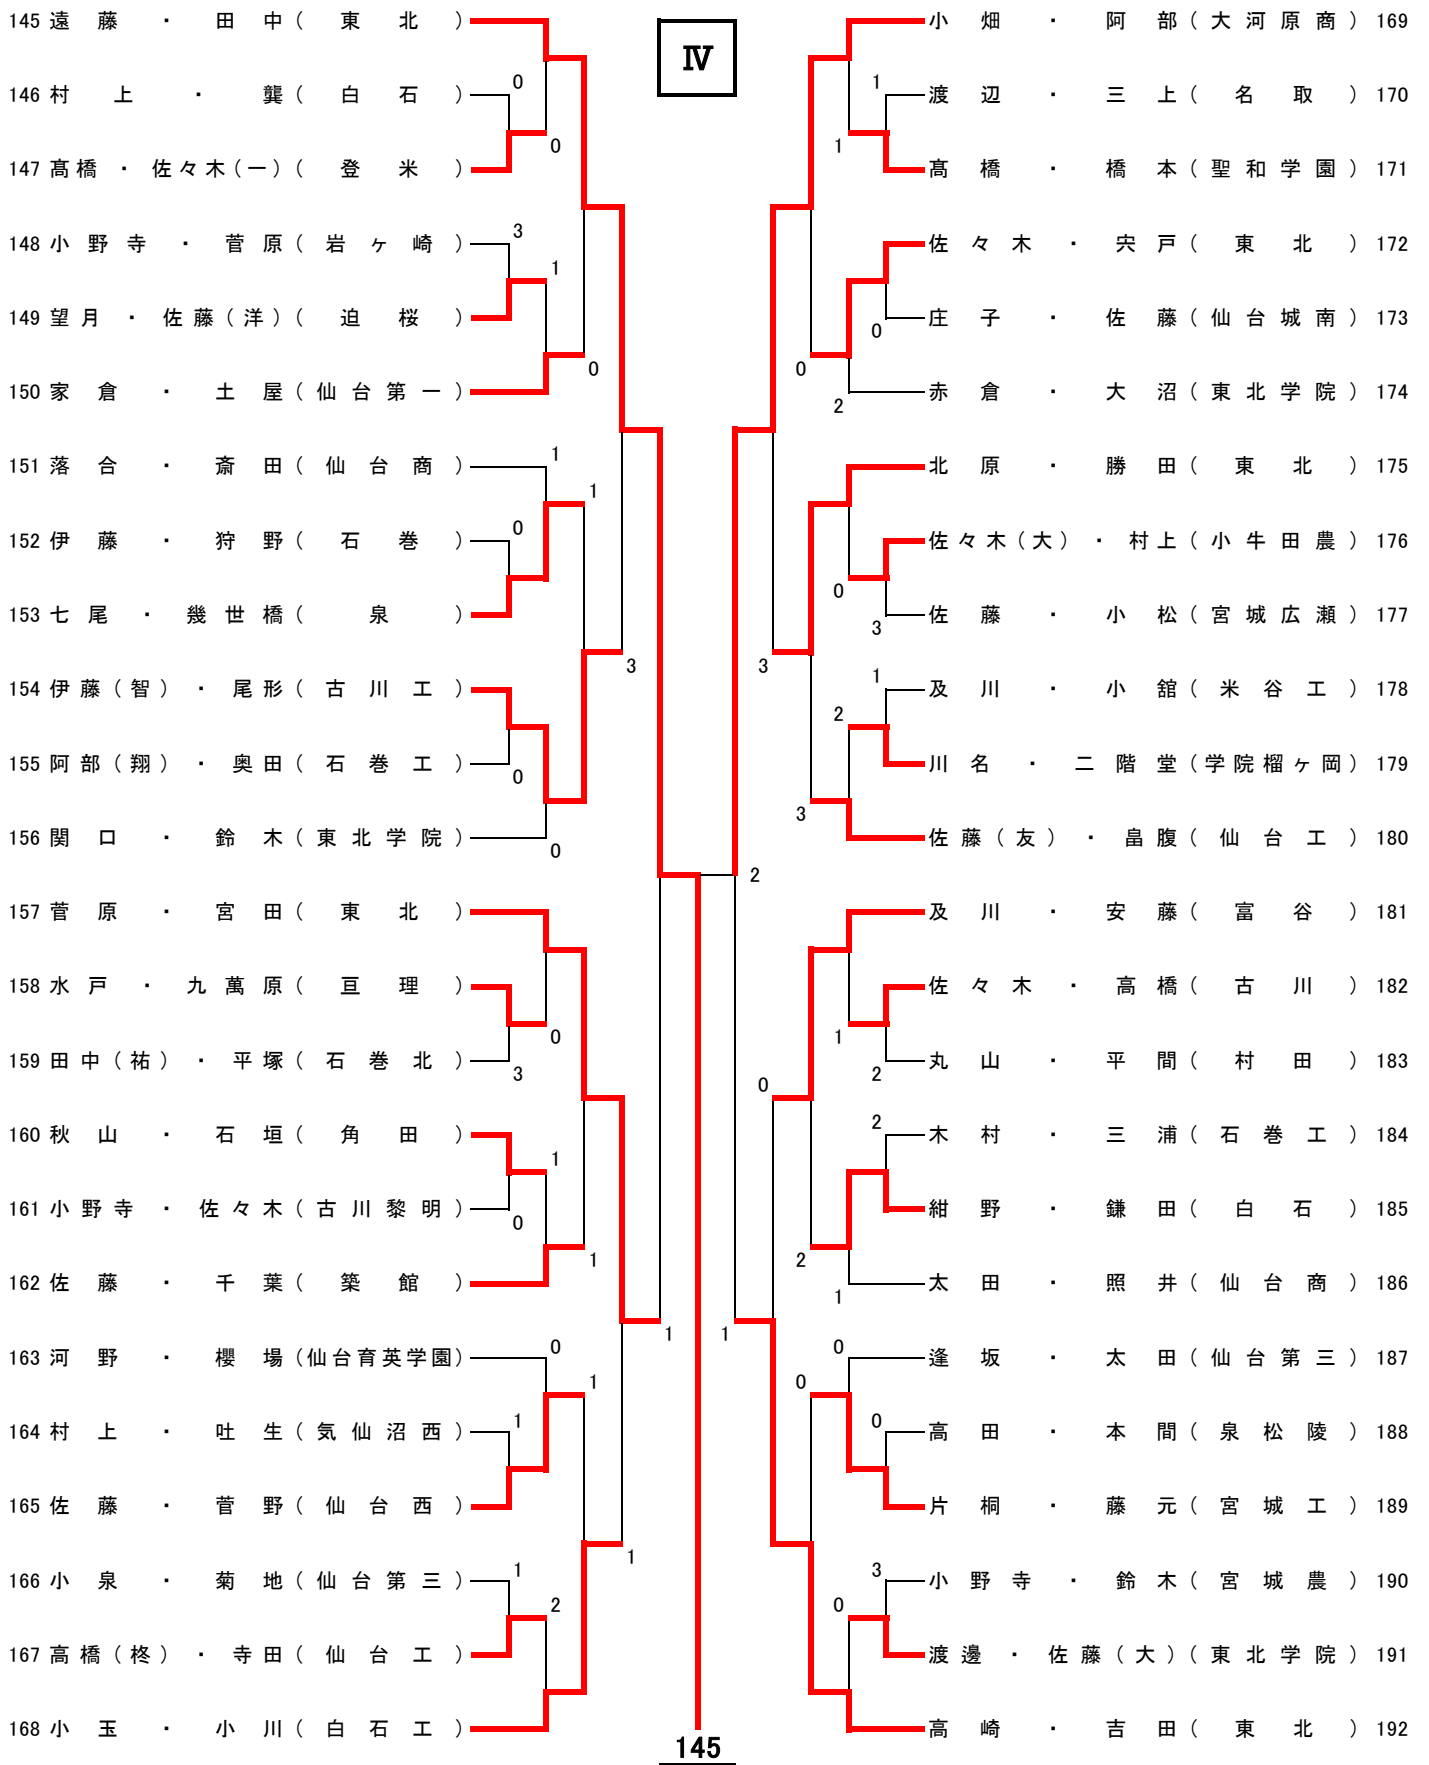 Ⅳ
145 遠藤・田中(東北)
0
146 村上・龔(白石)
0
147 髙橋・佐々木(一)(登米)
148 小野寺・菅原(岩ヶ崎)
3
1
149 望月・佐藤(洋)(迫桜)
0
150 家倉・土屋(仙台第一)
151 落合・斎田(仙台商)
1
1
152 伊藤・狩野(石巻)
0
153 七尾・幾世橋(泉)
3
154 伊藤(智)・尾形(古川工)
155 阿部(翔)・奥田(石巻工)
0
156 関口・鈴木(東北学院)
0
157 菅原・宮田(東北)
158 水戸・九萬原(亘理)
0
159 田中(祐)・平塚(石巻北)
3
160 秋山・石垣(角田)
1
161 小野寺・佐々木(古川黎明)
0
1
162 佐藤・千葉(築館)
1
163 河野・櫻場(仙台育英学園)
0
1
164 村上・吐生(気仙沼西)
1
165 佐藤・菅野(仙台西)
1
166 小泉・菊地(仙台第三)
1
2
167 高橋(柊)・寺田(仙台工)
168 小玉・小川(白石工)
小畑・阿部(大河原商) 169
1
渡辺・三上(名取) 170
1
髙橋・橋本(聖和学園) 171
佐々木・宍戸(東北) 172
庄子・佐藤(仙台城南) 173
0
0
赤倉・大沼(東北学院) 174
2
北原・勝田(東北) 175
佐々木(大)・村上(小牛田農) 176
0
佐藤・小松(宮城広瀬) 177
3
3
及川・小舘(米谷工) 178
1
2
川名・二階堂(学院榴ヶ岡) 179
3
佐藤(友)・畠腹(仙台工) 180
2
及川・安藤(富谷) 181
佐々木・高橋(古川) 182
1
丸山・平間(村田) 183
2
0
木村・三浦(石巻工) 184
2
紺野・鎌田(白石) 185
2
太田・照井(仙台商) 186
1
1
逢坂・太田(仙台第三) 187
0
0
高田・本間(泉松陵) 188
0
片桐・藤元(宮城工) 189
小野寺・鈴木(宮城農) 190
3
0
渡邊・佐藤(大)(東北学院) 191
高崎・吉田(東北) 192
145